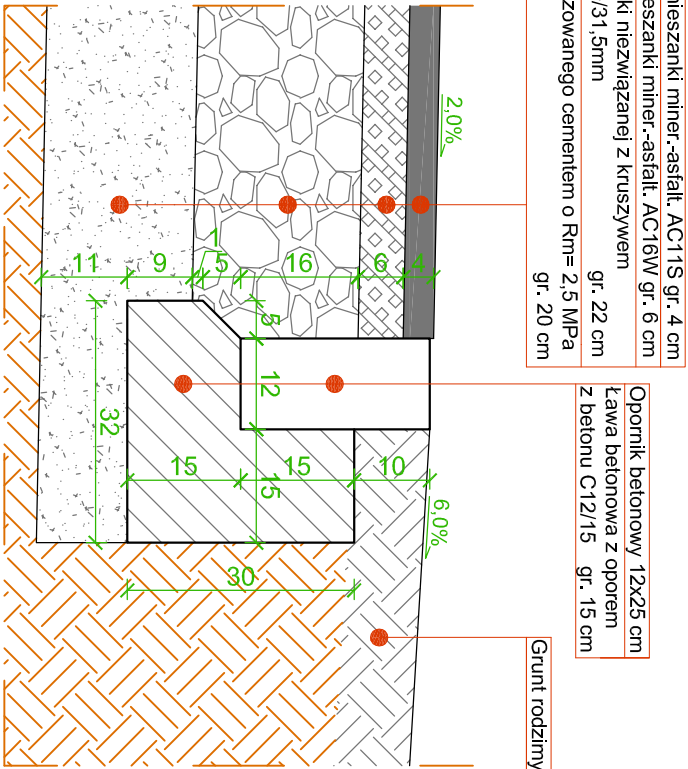 mieszanki miner.-asfalt. AC11S gr. 4 cm
mieszanki miner.-asfalt. AC16W gr. 6 cm
ki niezwiązanej z kruszywem
/31,5mm gr. 22 cm
zowanego cementem o Rm= 2,5 MPa
gr. 20 cm
Opornik betonowy 12x25 cm
Ława betonowa z oporem
z betonu C12/15 gr. 15 cm
Grunt rodzimy
2,0%
6,0%
11
9
1
5
16
6
4
5
12
15
32
15
15
10
30